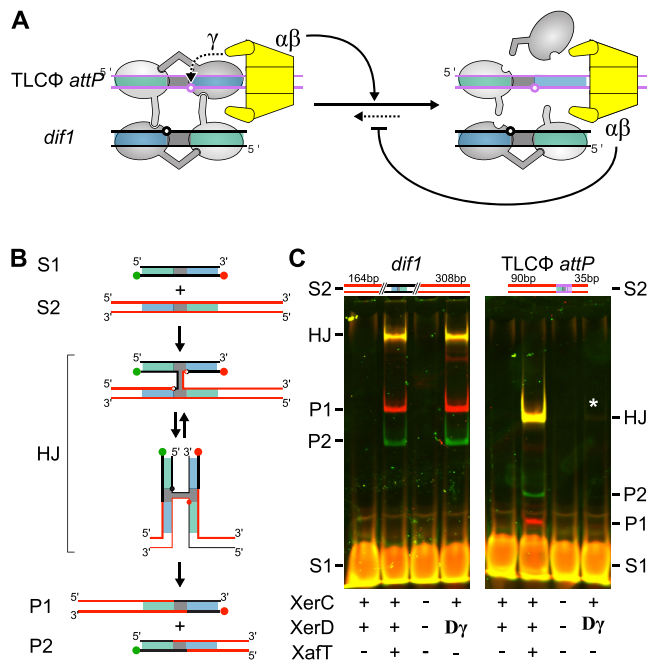 A
γ
αβ
TLCΦ attP
5'
dif1
5'
αβ
B
S1
5'
3'
+
S2
5'
3'
3'
5'
HJ
5'
3'
5'
3'
3'
5'
5'
3'
5'
3'
3'
5'
P1
3'
5'
3'
+
P2
5'
3'
5'
C
dif1
TLCΦ attP
S2
164bp
308bp
90bp
35bp
S2
HJ
P1
P2
S1
*
HJ
P2
P1
S1
XerC + + - + + + - +
XerD + + - Dγ + + - Dγ
XafT - + - - - + - -